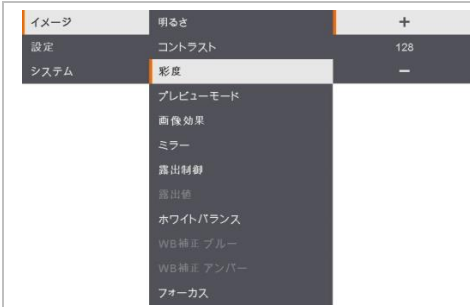 イメージ
設定
システム
明るさ
コントラスト
彩度
プレビューモード
画像効果
ミラー
露出制御
露出値
ホワイトバランス
WB補正 ブルー
WB補正 アンバー
フォーカス
+
128
−